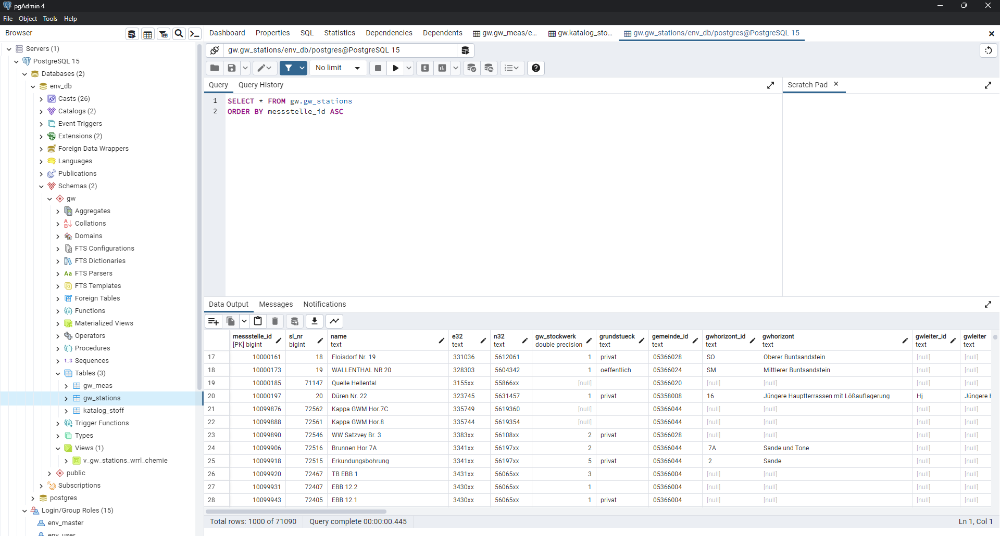 pgAdmin 4
File Object Tools Help
Browser
Dashboard Properties SQL Statistics Dependencies Dependents gw.gw_meas/e... gw.katalog_sto... gw.gw_stations/env_db/postgres@PostgreSQL 15
gw.gw_stations/env_db/postgres@PostgreSQL 15
No limit
Query Query History
Scratch Pad
1 SELECT * FROM gw.gw_stations
2 ORDER BY messstelle_id ASC
Servers (1)
PostgreSQL 15
Databases (2)
env_db
Casts (26)
Catalogs (2)
Event Triggers
Extensions (2)
Foreign Data Wrappers
Languages
Publications
Schemas (2)
gw
Aggregates
Collations
Domains
FTS Configurations
FTS Dictionaries
Aa FTS Parsers
FTS Templates
Foreign Tables
Functions
Materialized Views
Operators
Procedures
1..3 Sequences
Tables (3)
gw_meas
gw_stations
katalog_stoff
Trigger Functions
Types
Views (1)
v_gw_stations_wrrl_chemie
public
Subscriptions
postgres
Login/Group Roles (15)
env_master
env_user
Data Output Messages Notifications
messstelle_id sl_nr name e32 n32 gw_stockwerk grundstueck gemeinde_id gwhorizont_id gwhorizont gwleiter_id gwleiter
[PK] bigint bigint text text text double precision text text text text text text
17 10000161 18 Floisdorf Nr. 19 331036 5612061 1 privat 05366028 SO Oberer Buntsandstein [null] [null]
18 10000173 19 WALLENTHAL NR 20 328303 5604342 1 oeffentlich 05366024 SM Mittlerer Buntsandstein [null] [null]
19 10000185 71147 Quelle Hellental 3155xx 55866xx [null] 05366020 [null] [null] [null] [null]
20 10000197 20 Düren Nr. 22 323745 5631457 1 privat 05358008 16 Jüngere Hauptterrassen mit Lößauflagerung Hj Jüngere H
21 10099876 72562 Kappa GWM Hor.7C 335749 5619360 [null] 05366044 [null] [null] [null] [null]
22 10099888 72561 Kappa GWM Hor.8 335744 5619354 [null] 05366044 [null] [null] [null] [null]
23 10099890 72546 WW Satzvey Br. 3 3383xx 56108xx 2 privat 05366028 [null] [null] [null] [null]
24 10099906 72516 Brunnen Hor 7A 3341xx 56197xx 2 05366044 7A Sande und Tone [null] [null]
25 10099918 72515 Erkundungsbohrung 3341xx 56197xx 5 privat 05366044 2 Sande [null] [null]
26 10099920 72467 TB EBB 1 3431xx 56065xx 3 05366004 [null] [null] [null] [null]
27 10099931 72407 EBB 12.2 3430xx 56065xx 1 05366004 [null] [null] [null] [null]
28 10099943 72405 EBB 12.1 3430xx 56065xx 1 privat 05366004 [null] [null] [null] [null]
Total rows: 1000 of 71090 Query complete 00:00:00.445 Ln 1, Col 1